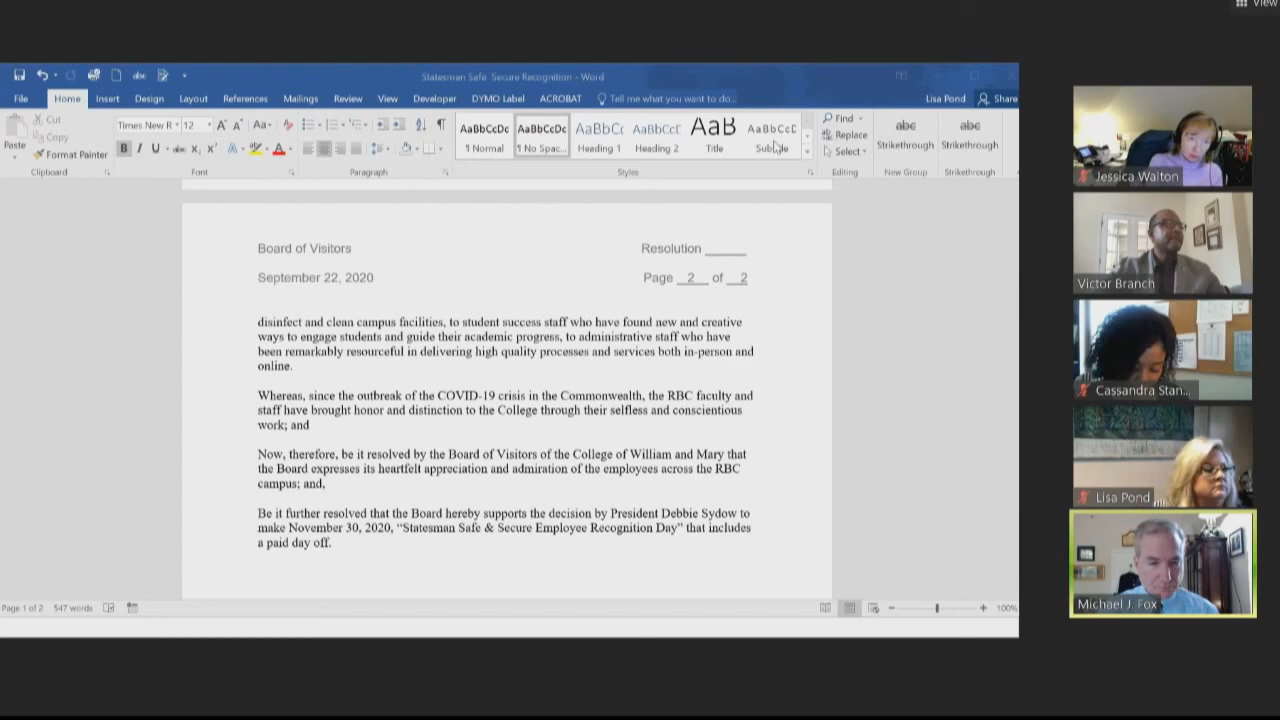 View
Statesman Safe Secure Recognition - Word
File Home Insert Design Layout References Mailings Review View Developer DYMO Label ACROBAT Tell me what you want to do... Lisa Pond Share
Cut
Copy
Format Painter
Paste
Clipboard
Times New R 12
Font
Paragraph
AaBbCcDc AaBbCcDc AaBbCc AaBbCcE AaB AaBbCcC
¶ Normal ¶ No Spac... Heading 1 Heading 2 Title
Styles
Find
Replace
Select
Editing
abc abc
Strikethrough Strikethrough
New Group Strikethrough
Board of Visitors Resolution ______
September 22, 2020 Page __2__ of __2
disinfect and clean campus facilities, to student success staff who have found new and creative
ways to engage students and guide their academic progress, to administrative staff who have
been remarkably resourceful in delivering high quality processes and services both in-person and
online.
Whereas, since the outbreak of the COVID-19 crisis in the Commonwealth, the RBC faculty and
staff have brought honor and distinction to the College through their selfless and conscientious
work; and
Now, therefore, be it resolved by the Board of Visitors of the College of William and Mary that
the Board expresses its heartfelt appreciation and admiration of the employees across the RBC
campus; and,
Be it further resolved that the Board hereby supports the decision by President Debbie Sydow to
make November 30, 2020, “Statesman Safe & Secure Employee Recognition Day” that includes
a paid day off.
Page 1 of 2 547 words 100%
Jessica Walton
Victor Branch
Cassandra Stan...
Lisa Pond
Michael J. Fox